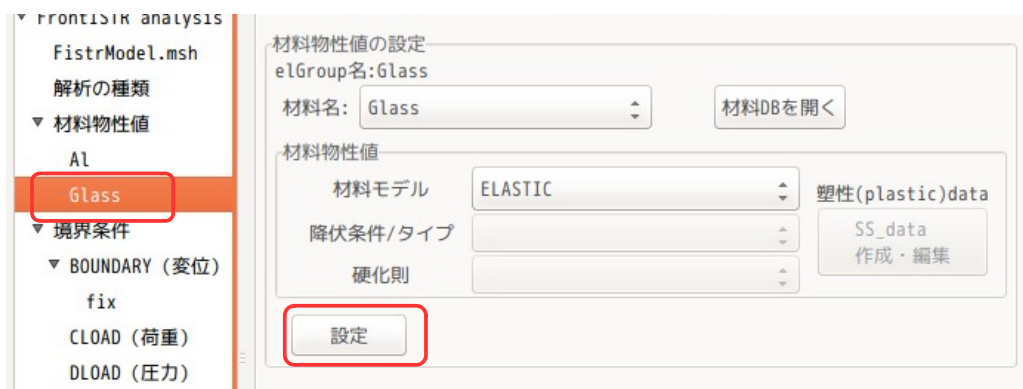 ▼ FrontISTR analysis
FistrModel.msh
解析の種類
▼ 材料物性値
Al
Glass
▼ 境界条件
▼ BOUNDARY (変位)
fix
CLOAD (荷重)
DLOAD (圧力)
材料物性値の設定
elGroup名:Glass
材料名: Glass 材料DBを開く
材料物性値
材料モデル ELASTIC 塑性(plastic)data
降伏条件/タイプ SS_data
作成・編集
硬化則
設定